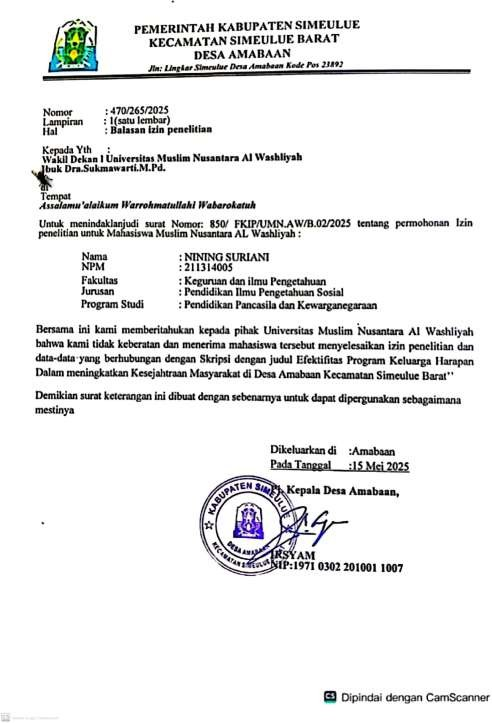 PEMERINTAH KABUPATEN SIMEULUE
KECAMATAN SIMEULUE BARAT
DESA AMABAAN
Jln: Lingkar Simeulue Desa Amabaan Kode Pos 23892
Nomor : 470/265/2025
Lampiran : 1(satu lembar)
Hal : Balasan izin penelitian
Kepada Yth :
Wakil Dekan I Universitas Muslim Nusantara Al Washliyah
Ibuk Dra.Sukmawarti.M.Pd.
di
Tempat
Assalamu'alaikum Warrohmatullahi Wabarokatuh
Untuk menindaklanjudi surat Nomor: 850/ FKIP/UMN.AW/B.02/2025 tentang permohonan Izin
penelitian untuk Mahasiswa Muslim Nusantara AL Washliyah :
Nama : NINING SURIANI
NPM : 211314005
Fakultas : Keguruan dan ilmu Pengetahuan
Jurusan : Pendidikan Ilmu Pengetahuan Sosial
Program Studi : Pendidikan Pancasila dan Kewarganegaraan
Bersama ini kami memberitahukan kepada pihak Universitas Muslim Nusantara Al Washliyah
bahwa kami tidak keberatan dan menerima mahasiswa tersebut menyelesaikan izin penelitian dan
data-data yang berhubungan dengan Skripsi dengan judul Efektifitas Program Keluarga Harapan
Dalam meningkatkan Kesejahtraan Masyarakat di Desa Amabaan Kecamatan Simeulue Barat"
Demikian surat keterangan ini dibuat dengan sebenarnya untuk dapat dipergunakan sebagaimana
mestinya
Dikeluarkan di :Amabaan
Pada Tanggal :15 Mei 2025
Kepala Desa Amabaan,
KABUPATEN SIMEULUE
DESA AMABAAN
KECAMATAN SIMEULUE
IRSYAM
NIP:1971 0302 201001 1007
CS Dipindai dengan CamScanner